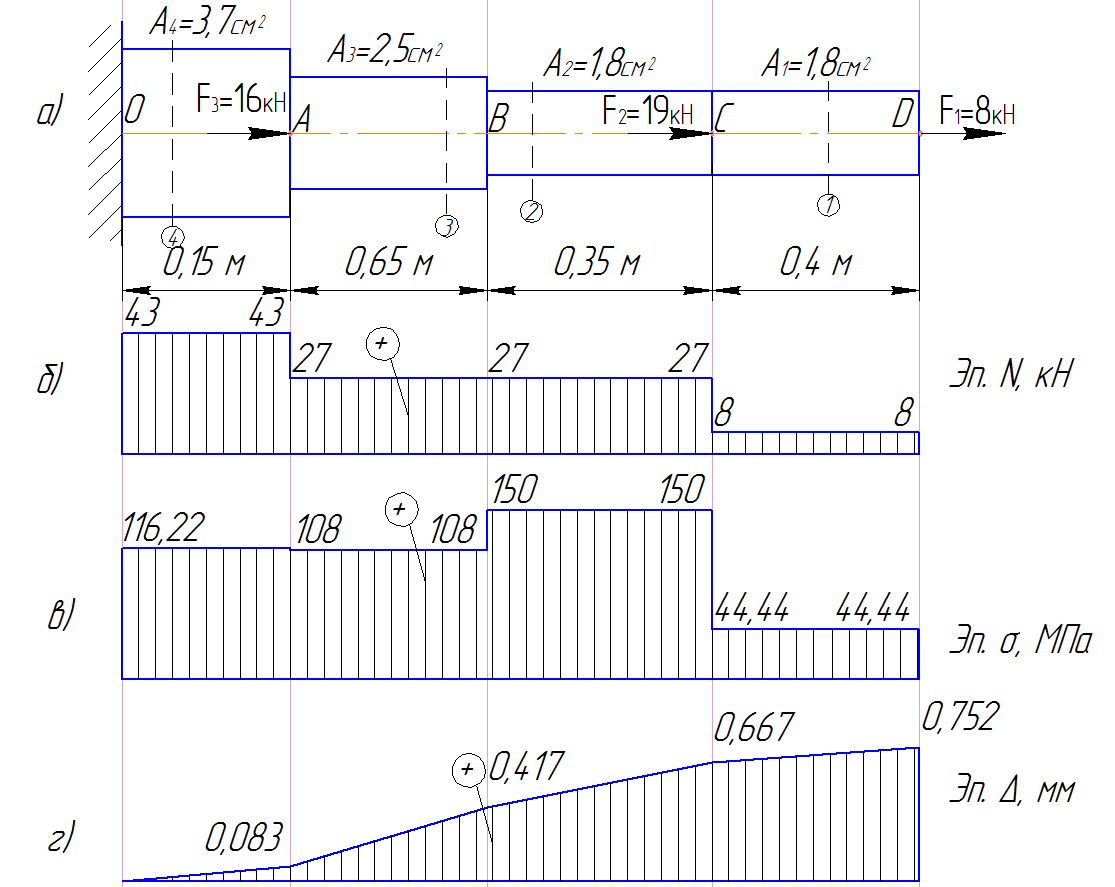 A4=3,7см²
A3=2,5см²
A2=1,8см²
A1=1,8см²
а)
O
F3=16кН
A
B
F2=19кН
C
D
F1=8кН
4
3
2
1
0,15 м
0,65 м
0,35 м
0,4 м
43
43
27
27
27
8
8
+
б)
Эп. N, кН
116,22
108
108
150
150
44,44
44,44
+
в)
Эп. σ, МПа
0,083
0,417
0,667
0,752
+
г)
Эп. Δ, мм